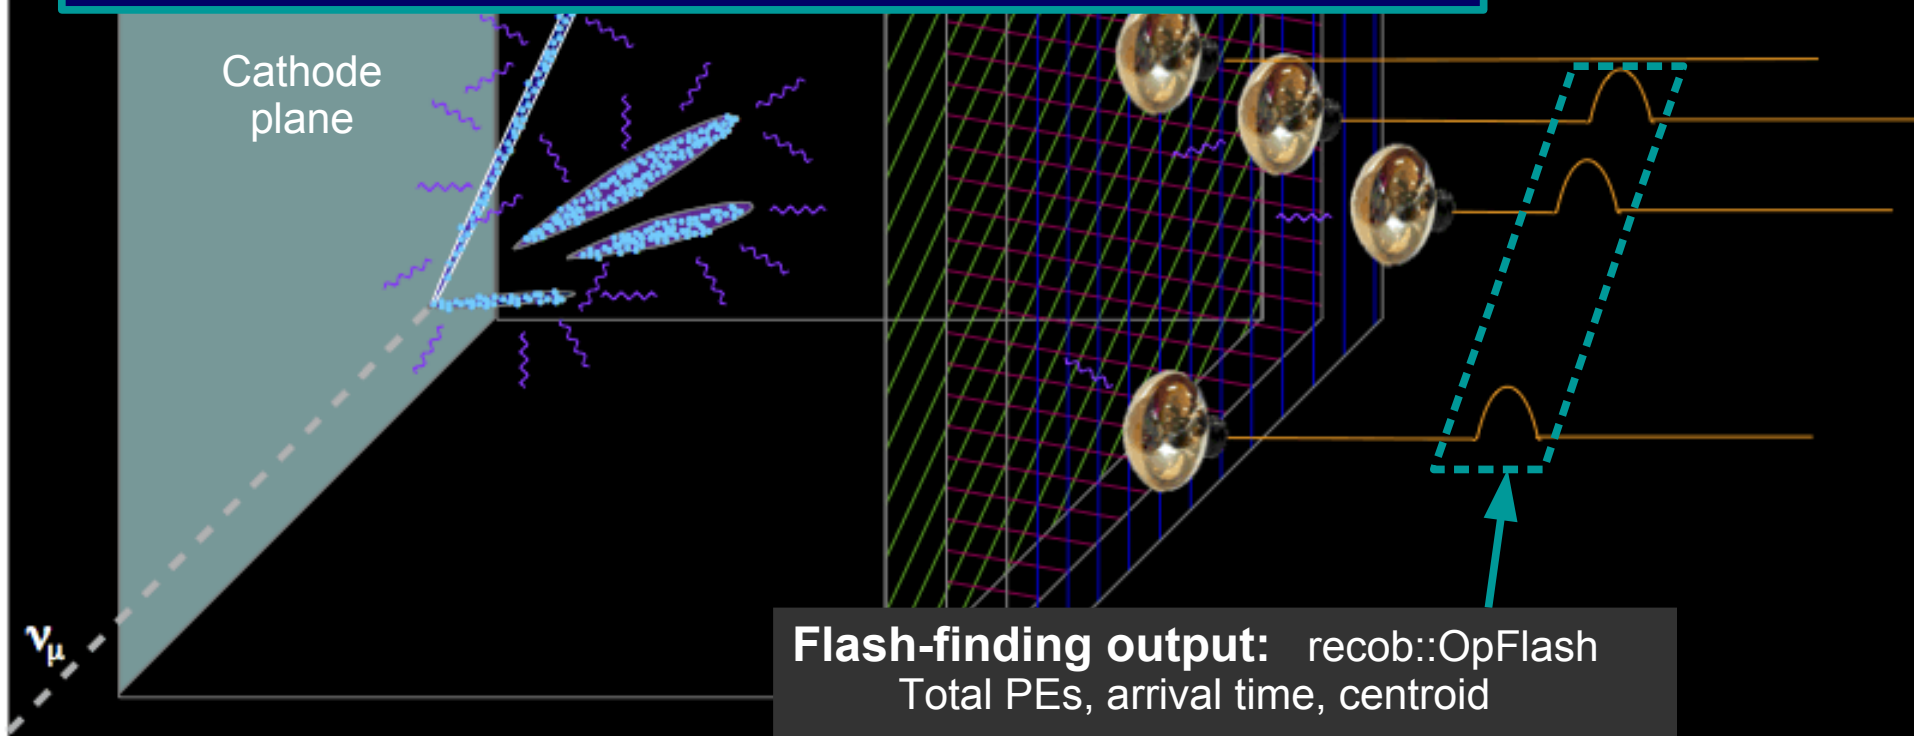 Cathode
plane
νμ
Flash-finding output: recob::OpFlash
Total PEs, arrival time, centroid